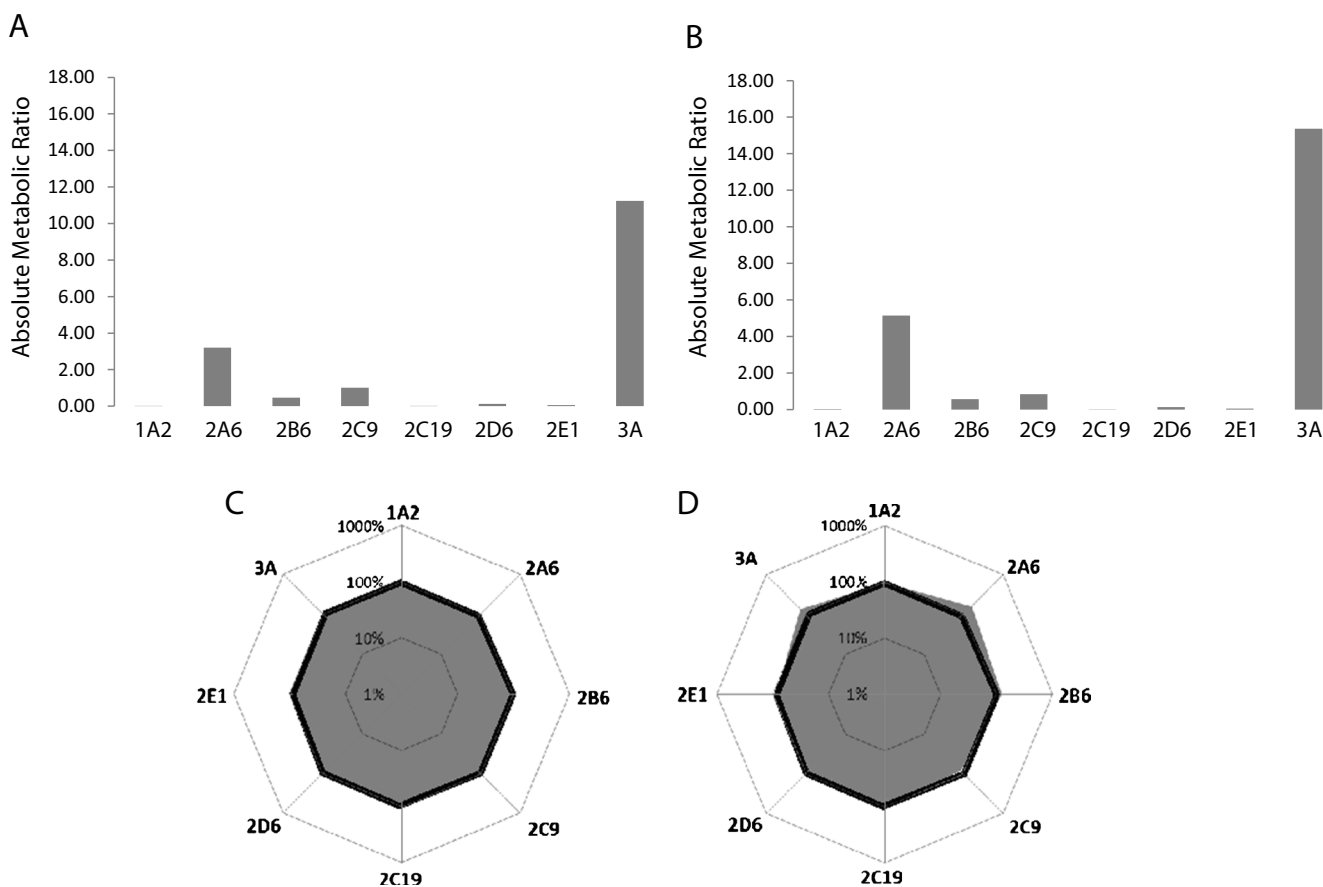 A
Absolute Metabolic Ratio
18.00
16.00
14.00
12.00
10.00
8.00
6.00
4.00
2.00
0.00
1A2 2A6 2B6 2C9 2C19 2D6 2E1 3A
B
Absolute Metabolic Ratio
18.00
16.00
14.00
12.00
10.00
8.00
6.00
4.00
2.00
0.00
1A2 2A6 2B6 2C9 2C19 2D6 2E1 3A
C
1A2
1000%
3A 2A6
100%
10%
2E1 1% 2B6
2D6 2C9
2C19
D
1A2
1000%
3A 2A6
100%
10%
2E1 1% 2B6
2D6 2C9
2C19